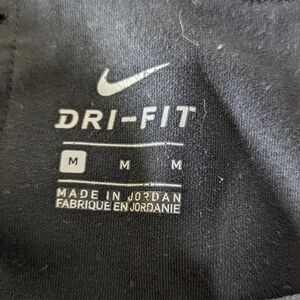 DRI-FIT
M M M
MADE IN JORDAN
FABRIQUE EN JORDANIE